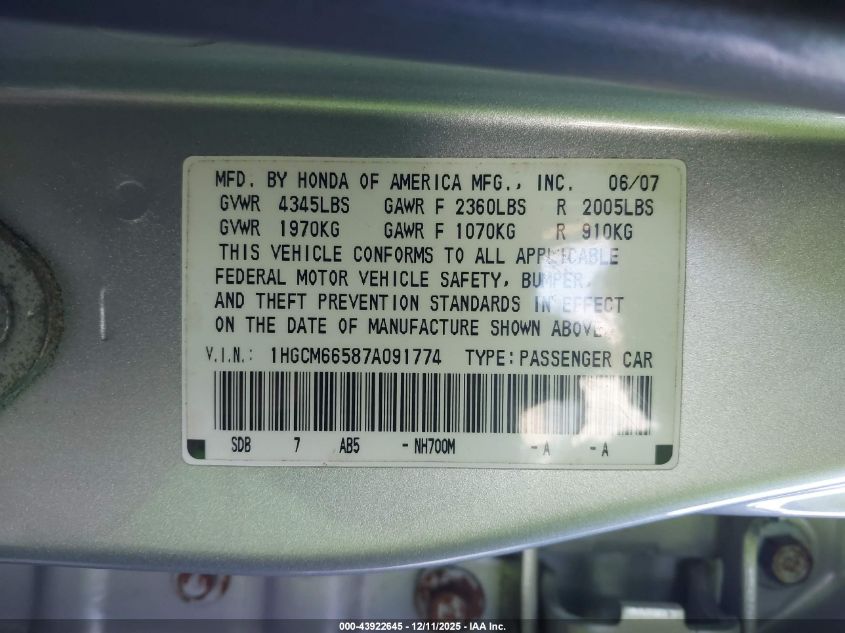 MFD. BY HONDA OF AMERICA MFG., INC. 06/07
GVWR 4345LBS GAWR F 2360LBS R 2005LBS
GVWR 1970KG GAWR F 1070KG R 910KG
THIS VEHICLE CONFORMS TO ALL APPLICABLE
FEDERAL MOTOR VEHICLE SAFETY, BUMPER,
AND THEFT PREVENTION STANDARDS IN EFFECT
ON THE DATE OF MANUFACTURE SHOWN ABOVE.
V.I.N.: 1HGCM66587A091774 TYPE: PASSENGER CAR
SDB 7 AB5 - NH700M - A - A
000-43922645 - 12/11/2025 - IAA Inc.